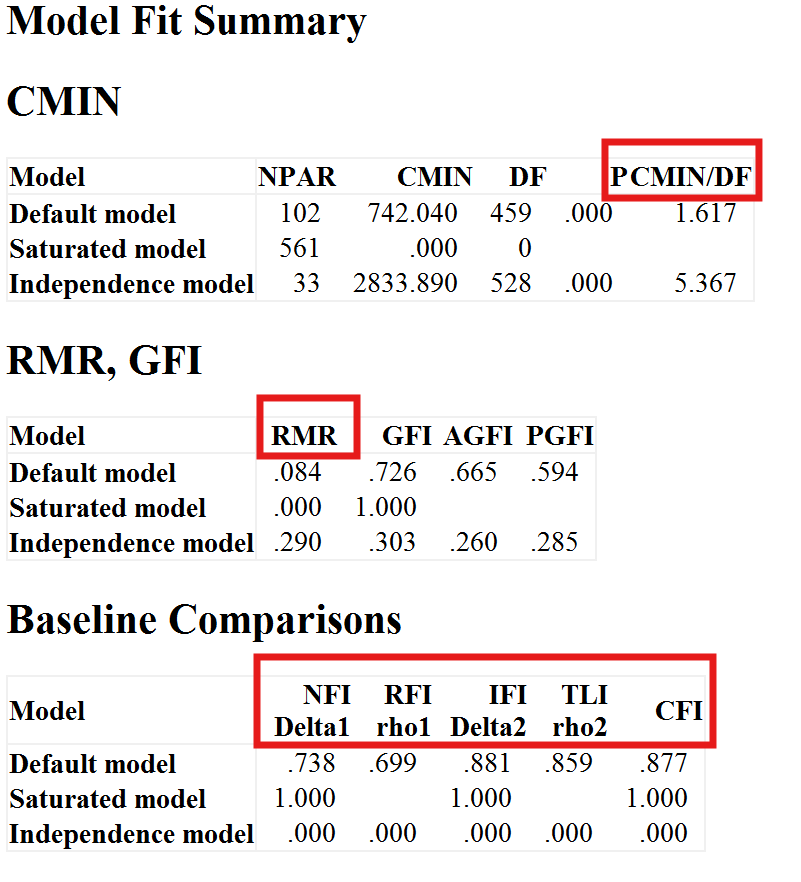 Model Fit Summary
CMIN
Model NPAR CMIN DF P CMIN/DF
Default model 102 742.040 459 .000 1.617
Saturated model 561 .000 0
Independence model 33 2833.890 528 .000 5.367
RMR, GFI
Model RMR GFI AGFI PGFI
Default model .084 .726 .665 .594
Saturated model .000 1.000
Independence model .290 .303 .260 .285
Baseline Comparisons
Model NFI RFI IFI TLI CFI
Delta1 rho1 Delta2 rho2
Default model .738 .699 .881 .859 .877
Saturated model 1.000 1.000 1.000
Independence model .000 .000 .000 .000 .000